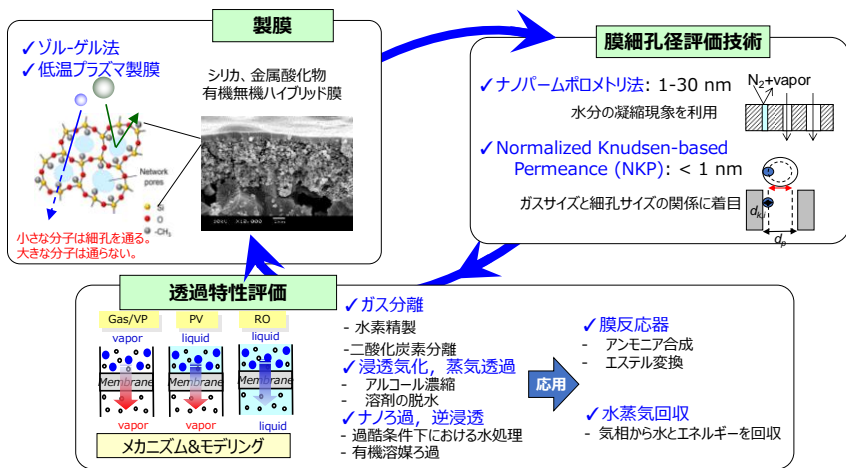 製膜
✓ゾル-ゲル法
✓低温プラズマ製膜
シリカ、金属酸化物
有機無機ハイブリッド膜
Network
pores
Si
O
-CH3
小さな分子は細孔を通る。
大きな分子は通らない。
膜細孔径評価技術
✓ナノパームポロメトリ法: 1-30 nm
水分の凝縮現象を利用
N2+vapor
✓Normalized Knudsen-based
Permeance (NKP): < 1 nm
ガスサイズと細孔サイズの関係に着目
dk,i
dp
透過特性評価
Gas/VP
PV
RO
vapor
liquid
liquid
Membrane
Membrane
Membrane
vapor
vapor
liquid
メカニズム&モデリング
✓ガス分離
- 水素精製
-二酸化炭素分離
✓浸透気化，蒸気透過
- アルコール濃縮
- 溶剤の脱水
✓ナノろ過，逆浸透
- 過酷条件下における水処理
- 有機溶媒ろ過
応用
✓膜反応器
- アンモニア合成
- エステル変換
✓水蒸気回収
- 気相から水とエネルギーを回収